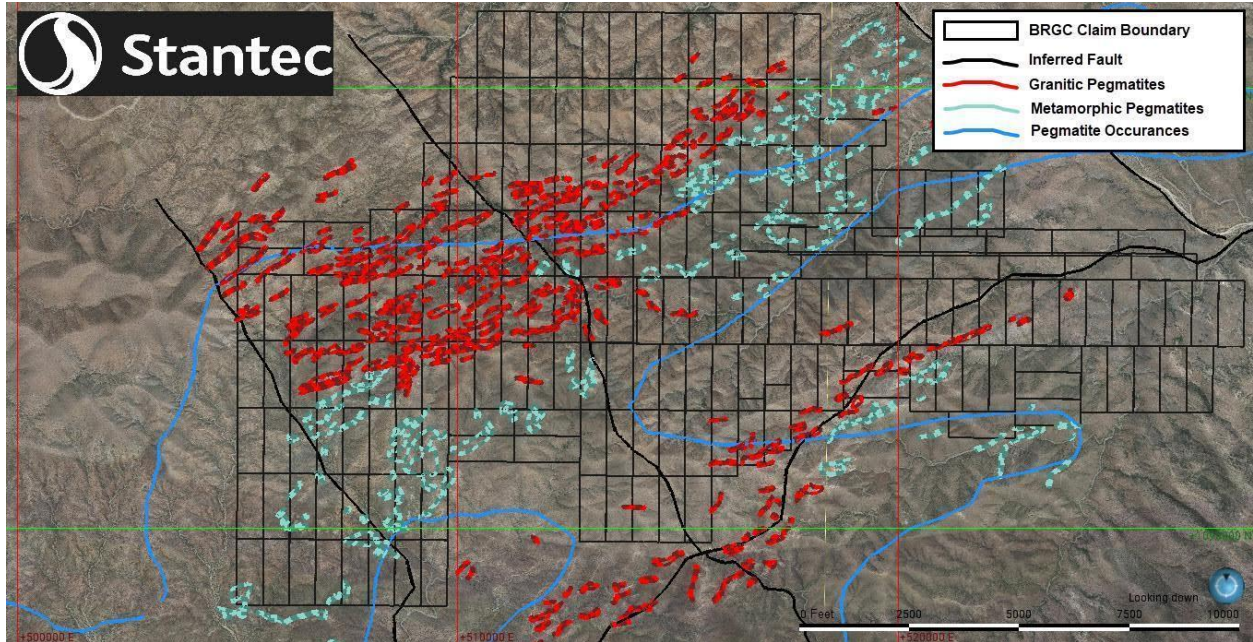 Stantec
BRGC Claim Boundary
Inferred Fault
Granitic Pegmatites
Metamorphic Pegmatites
Pegmatite Occurances
Looking down
0 Feet 2500 5000 7500 10000
+500000 E
+510000 E
+520000 E